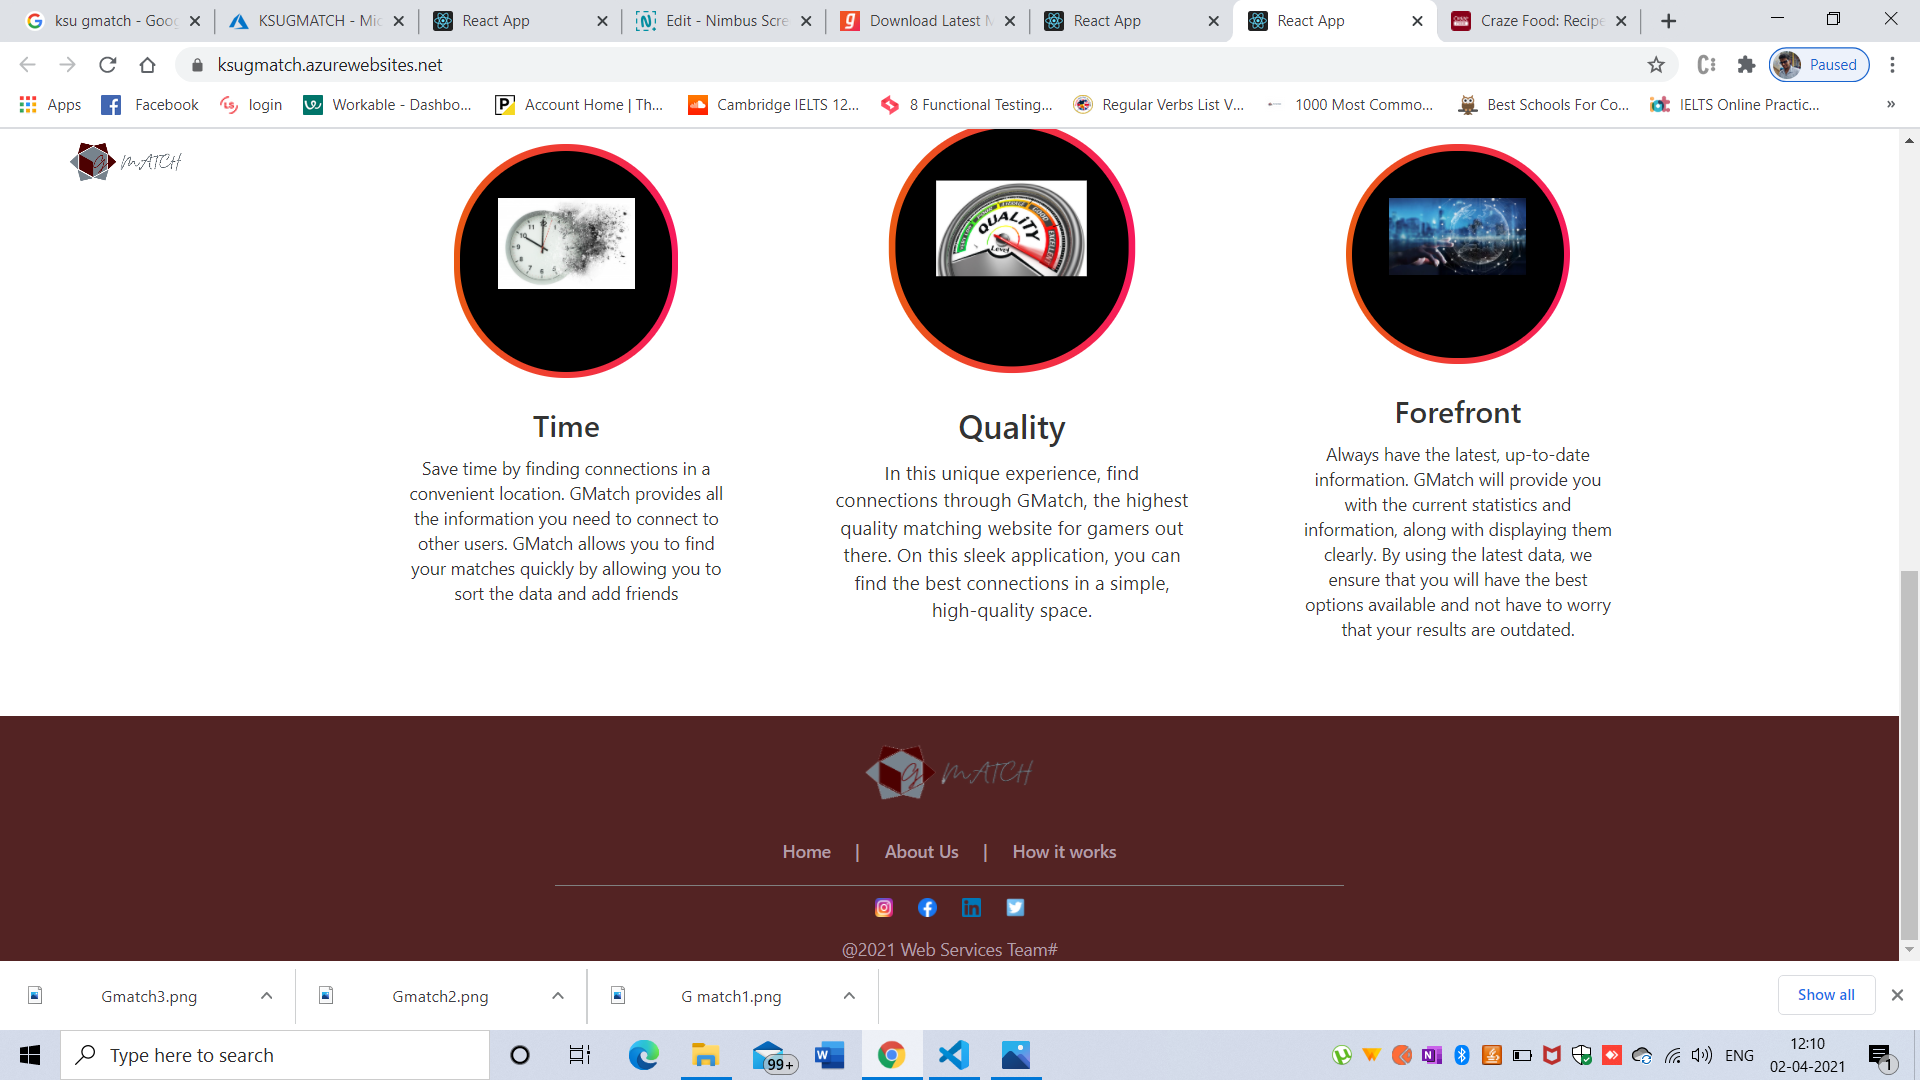 ksu gmatch - Goog
KSUGMATCH - Mic
React App
Edit - Nimbus Scre
Download Latest M
React App
React App
Craze Food: Recipe
ksugmatch.azurewebsites.net
Paused
Apps
Facebook
login
Workable - Dashbo...
Account Home | Th...
Cambridge IELTS 12...
8 Functional Testing...
Regular Verbs List V...
1000 Most Commo...
Best Schools For Co...
IELTS Online Practic...
»
g MATCH
QUALITY
Level
Time
Save time by finding connections in a
convenient location. GMatch provides all
the information you need to connect to
other users. GMatch allows you to find
your matches quickly by allowing you to
sort the data and add friends
Quality
In this unique experience, find
connections through GMatch, the highest
quality matching website for gamers out
there. On this sleek application, you can
find the best connections in a simple,
high-quality space.
Forefront
Always have the latest, up-to-date
information. GMatch will provide you
with the current statistics and
information, along with displaying them
clearly. By using the latest data, we
ensure that you will have the best
options available and not have to worry
that your results are outdated.
g MATCH
Home | About Us | How it works
@2021 Web Services Team#
Gmatch3.png
Gmatch2.png
G match1.png
Show all
Type here to search
99+
ENG
12:10
02-04-2021
1